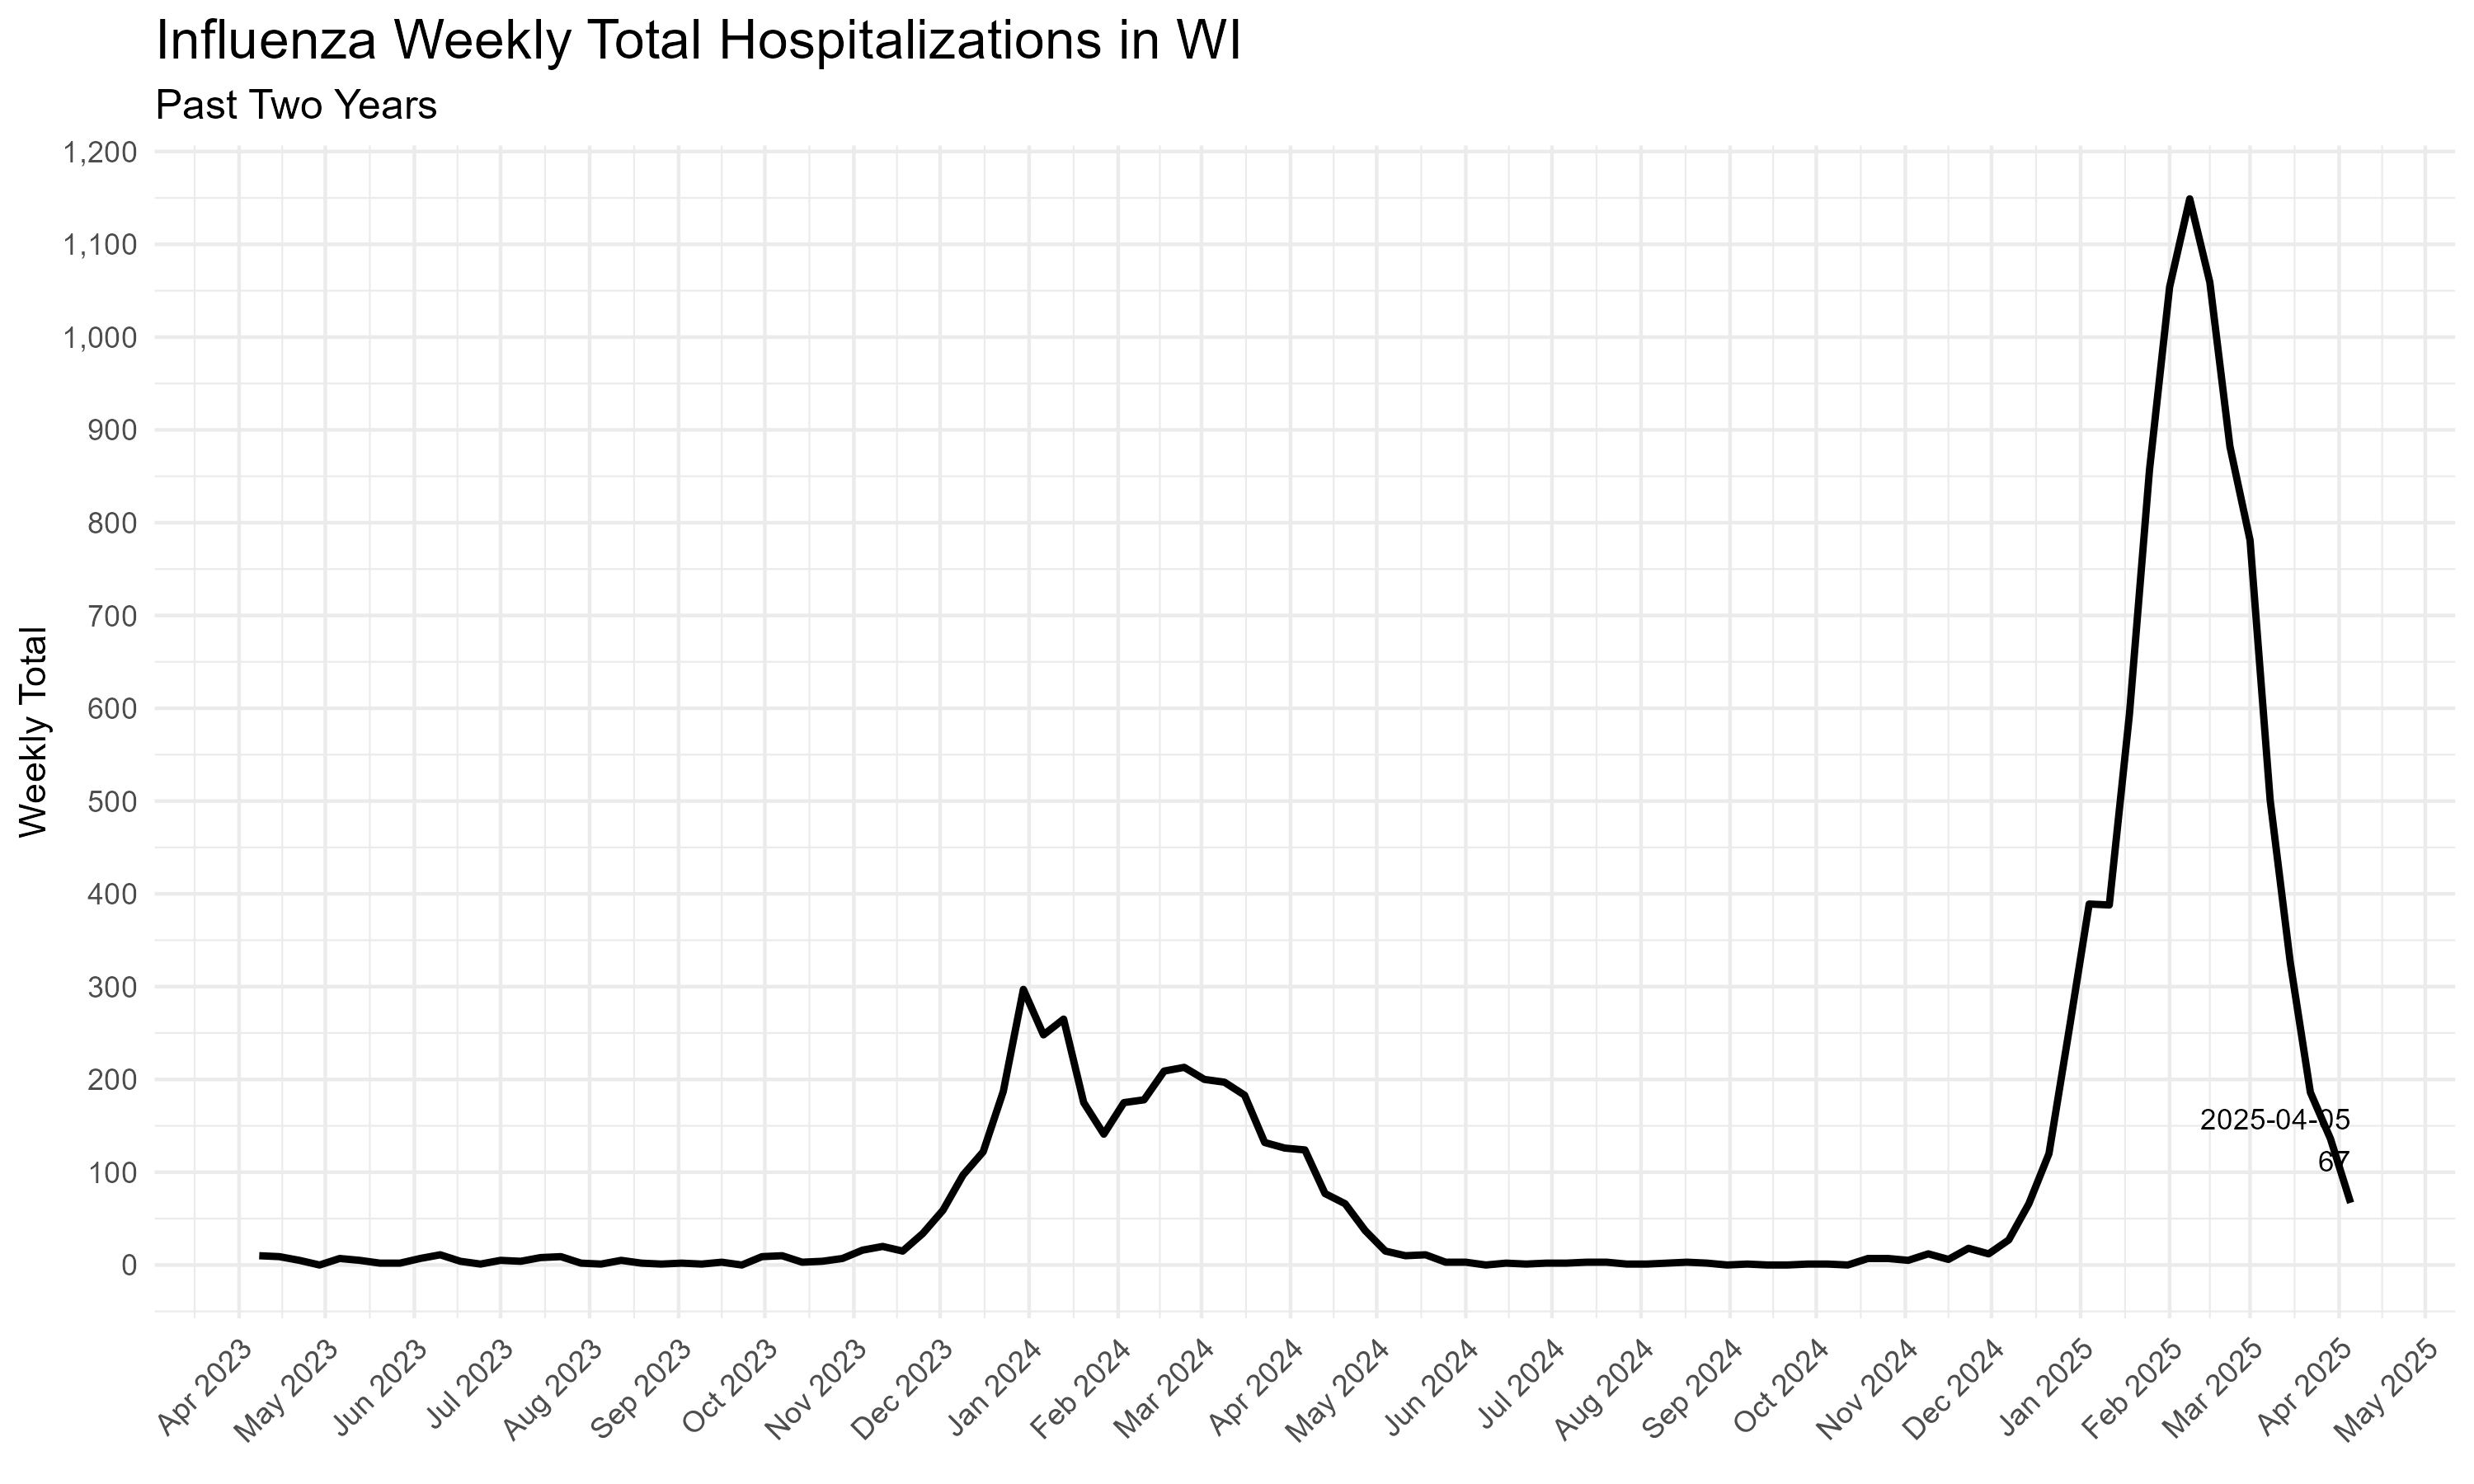 Influenza Weekly Total Hospitalizations in WI
Past Two Years
1,200
1,100
1,000
900
800
700
600
500
400
300
200
100
0
Weekly Total
2025-04-05
67
Apr 2023
May 2023
Jun 2023
Jul 2023
Aug 2023
Sep 2023
Oct 2023
Nov 2023
Dec 2023
Jan 2024
Feb 2024
Mar 2024
Apr 2024
May 2024
Jun 2024
Jul 2024
Aug 2024
Sep 2024
Oct 2024
Nov 2024
Dec 2024
Jan 2025
Feb 2025
Mar 2025
Apr 2025
May 2025